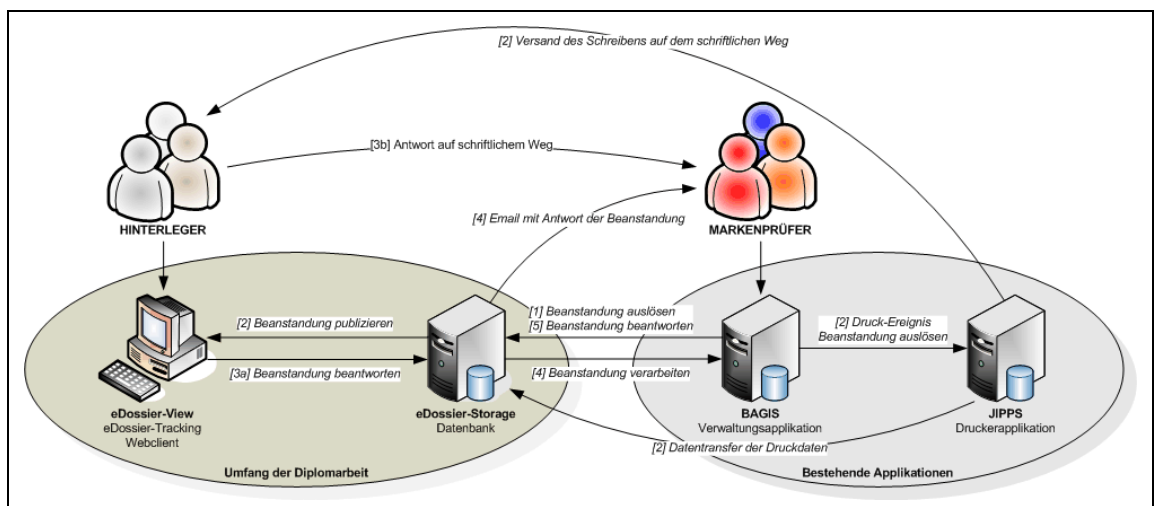 [2] Versand des Schreibens auf dem schriftlichen Weg
[3b] Antwort auf schriftlichem Weg
[4] Email mit Antwort der Beanstandung
HINTERLEGER
MARKENPRÜFER
[1] Beanstandung auslösen
[5] Beanstandung beantworten
[2] Beanstandung publizieren
[2] Druck-Ereignis
Beanstandung auslösen
[3a] Beanstandung beantworten
[4] Beanstandung verarbeiten
eDossier-View
eDossier-Tracking
Webclient
eDossier-Storage
Datenbank
BAGIS
Verwaltungsapplikation
JIPPS
Druckerapplikation
[2] Datentransfer der Druckdaten
Umfang der Diplomarbeit
Bestehende Applikationen